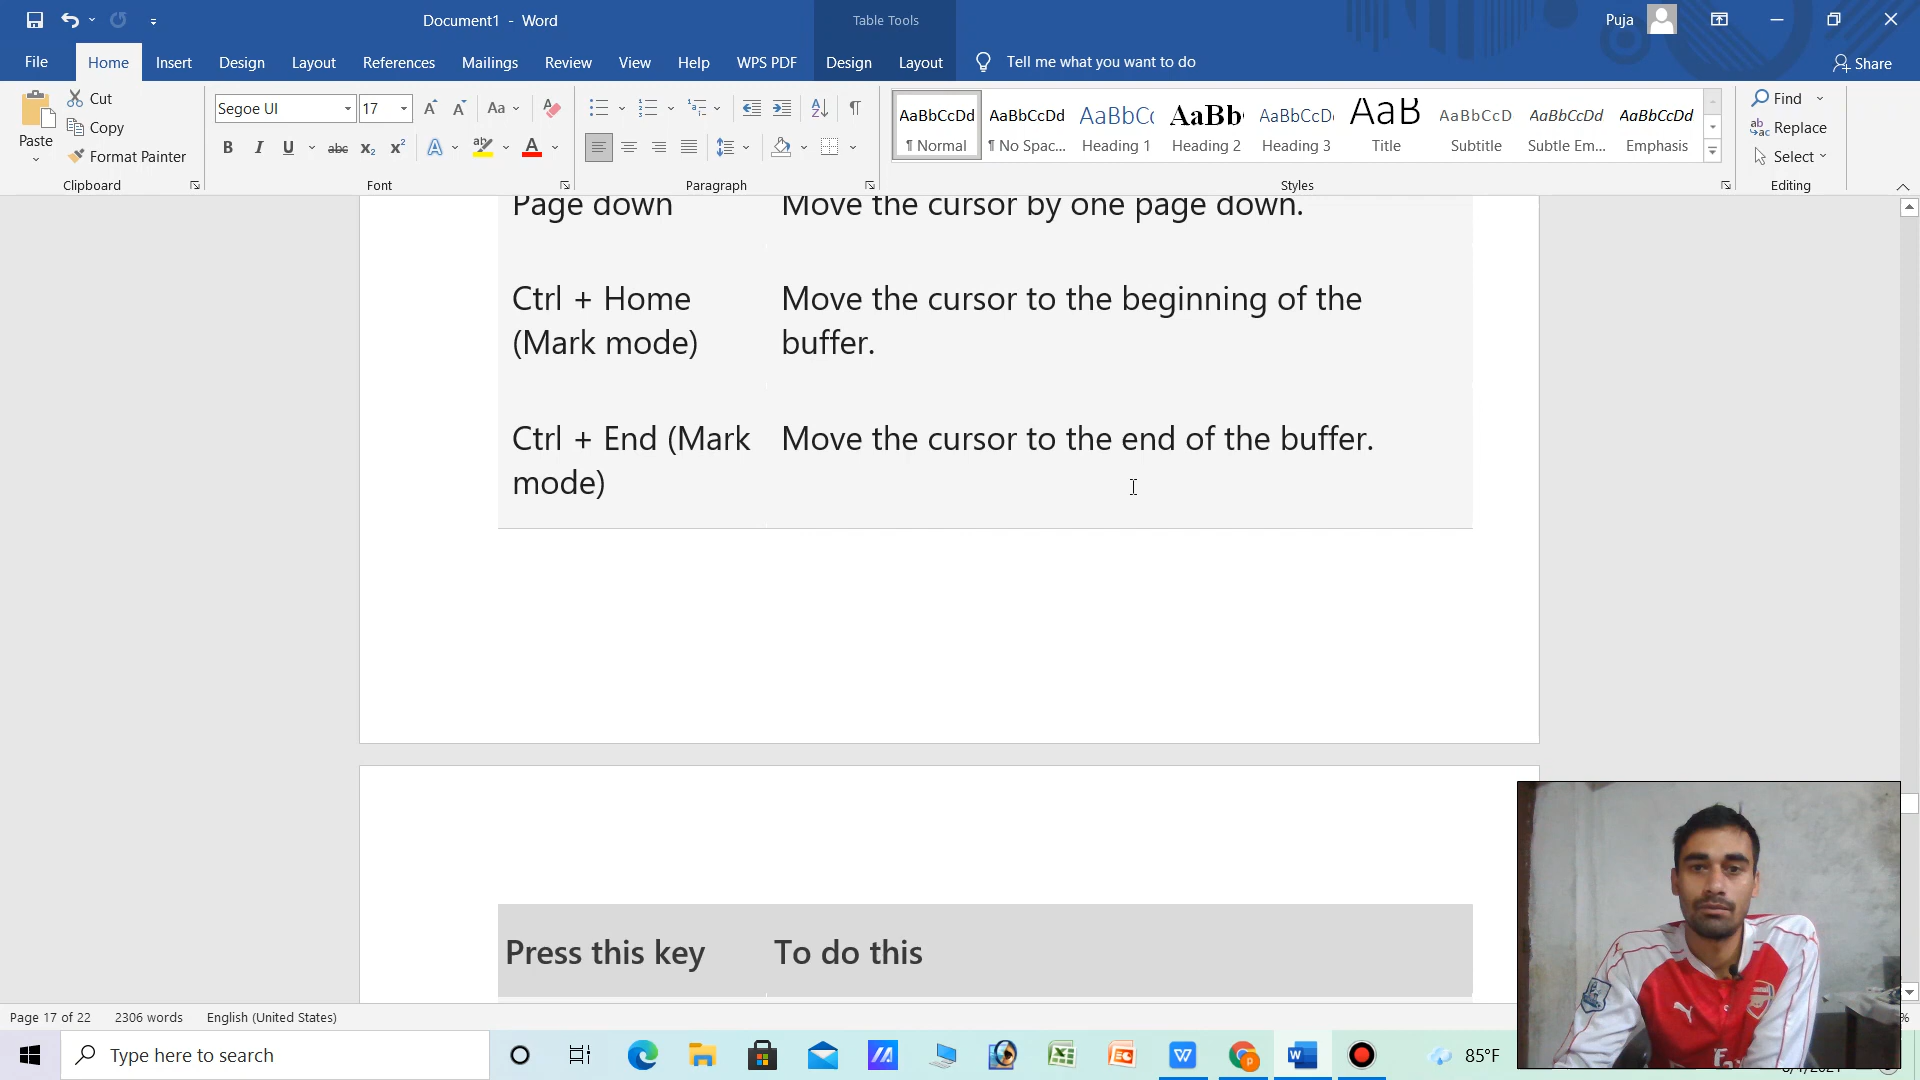 Document1 - Word
Table Tools
Puja
File
Home
Insert
Design
Layout
References
Mailings
Review
View
Help
WPS PDF
Design
Layout
Tell me what you want to do
Share
Paste
Cut
Copy
Format Painter
Clipboard
Segoe UI
17
Font
Paragraph
AaBbCcDd
¶ Normal
AaBbCcDd
¶ No Spac...
AaBbCc
Heading 1
AaBb
Heading 2
AaBbCcD
Heading 3
AaB
Title
AaBbCcD
Subtitle
AaBbCcDd
Subtle Em...
AaBbCcDd
Emphasis
Styles
Find
Replace
Select
Editing
Page down
Move the cursor by one page down.
Ctrl + Home
(Mark mode)
Move the cursor to the beginning of the
buffer.
Ctrl + End (Mark
mode)
Move the cursor to the end of the buffer.
Press this key
To do this
Page 17 of 22
2306 words
English (United States)
Type here to search
85°F